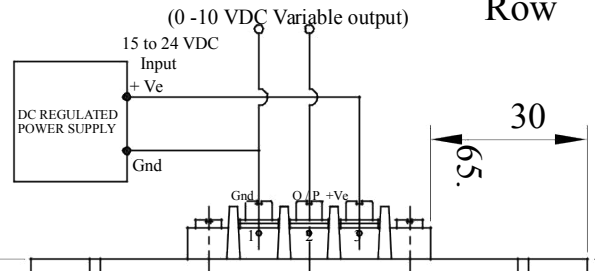 (0 -10 VDC Variable output)
Row
15 to 24 VDC
Input
+ Ve
DC REGULATED
POWER SUPPLY
Gnd
30
65.
Gnd O / P +Ve
1 2 3